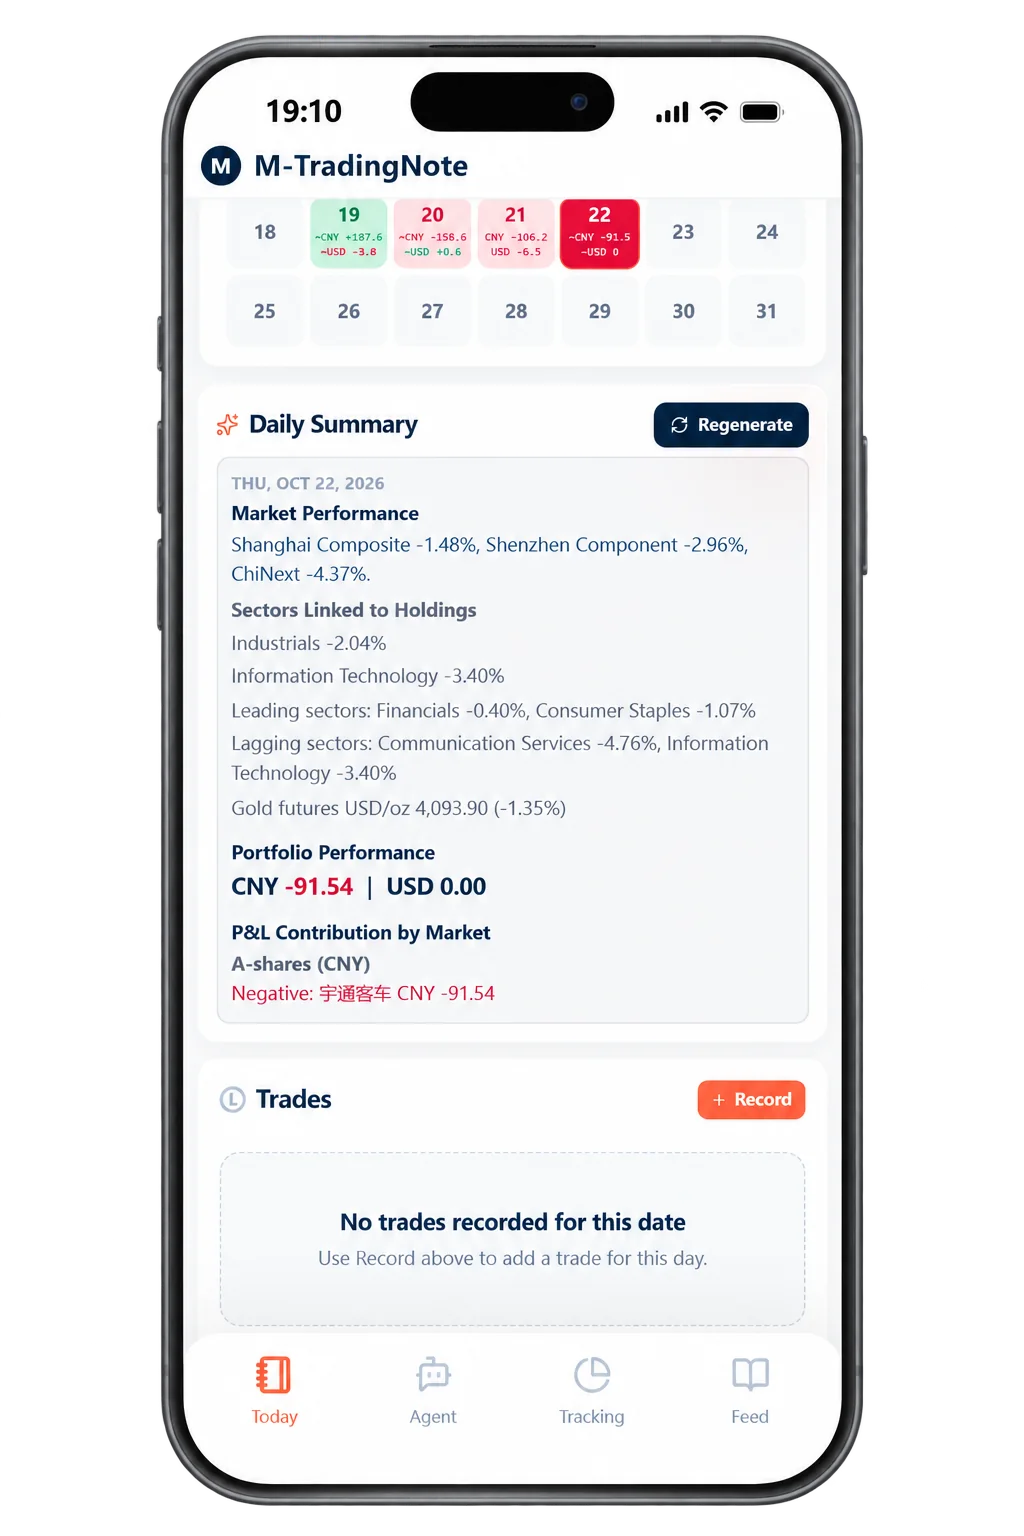 19:10
M M-TradingNote
18 19 20 21 22 23 24
~CNY +187.6 ~CNY -158.6 CNY -106.2 ~CNY -91.5
~USD -3.8 ~USD +0.6 USD -6.5 ~USD 0
25 26 27 28 29 30 31
Daily Summary Regenerate
THU, OCT 22, 2026
Market Performance
Shanghai Composite -1.48%, Shenzhen Component -2.96%,
ChiNext -4.37%.
Sectors Linked to Holdings
Industrials -2.04%
Information Technology -3.40%
Leading sectors: Financials -0.40%, Consumer Staples -1.07%
Lagging sectors: Communication Services -4.76%, Information
Technology -3.40%
Gold futures USD/oz 4,093.90 (-1.35%)
Portfolio Performance
CNY -91.54 | USD 0.00
P&L Contribution by Market
A-shares (CNY)
Negative: 宇通客车 CNY -91.54
L Trades + Record
No trades recorded for this date
Use Record above to add a trade for this day.
Today Agent Tracking Feed